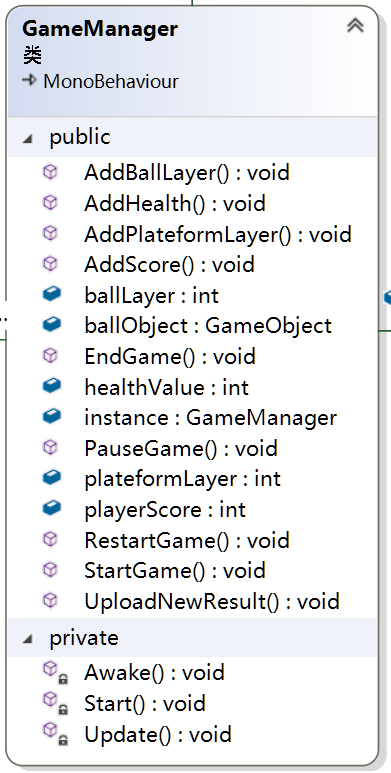 GameManager
类
MonoBehaviour
public
AddBallLayer() : void
AddHealth() : void
AddPlateformLayer() : void
AddScore() : void
ballLayer : int
ballObject : GameObject
EndGame() : void
healthValue : int
instance : GameManager
PauseGame() : void
plateformLayer : int
playerScore : int
RestartGame() : void
StartGame() : void
UploadNewResult() : void
private
Awake() : void
Start() : void
Update() : void